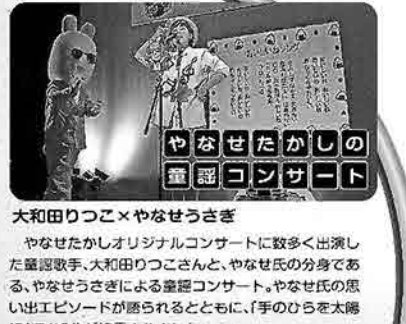 やなせたかしの
童謡コンサート
大和田りつこ×やなせうさぎ
やなせたかしオリジナルコンサートに数多く出演し
た童謡歌手、大和田りつこさんと、やなせ氏の分身であ
る、やなせうさぎによる童謡コンサート。やなせ氏の思
い出エピソードが語られるとともに、「手のひらを太陽